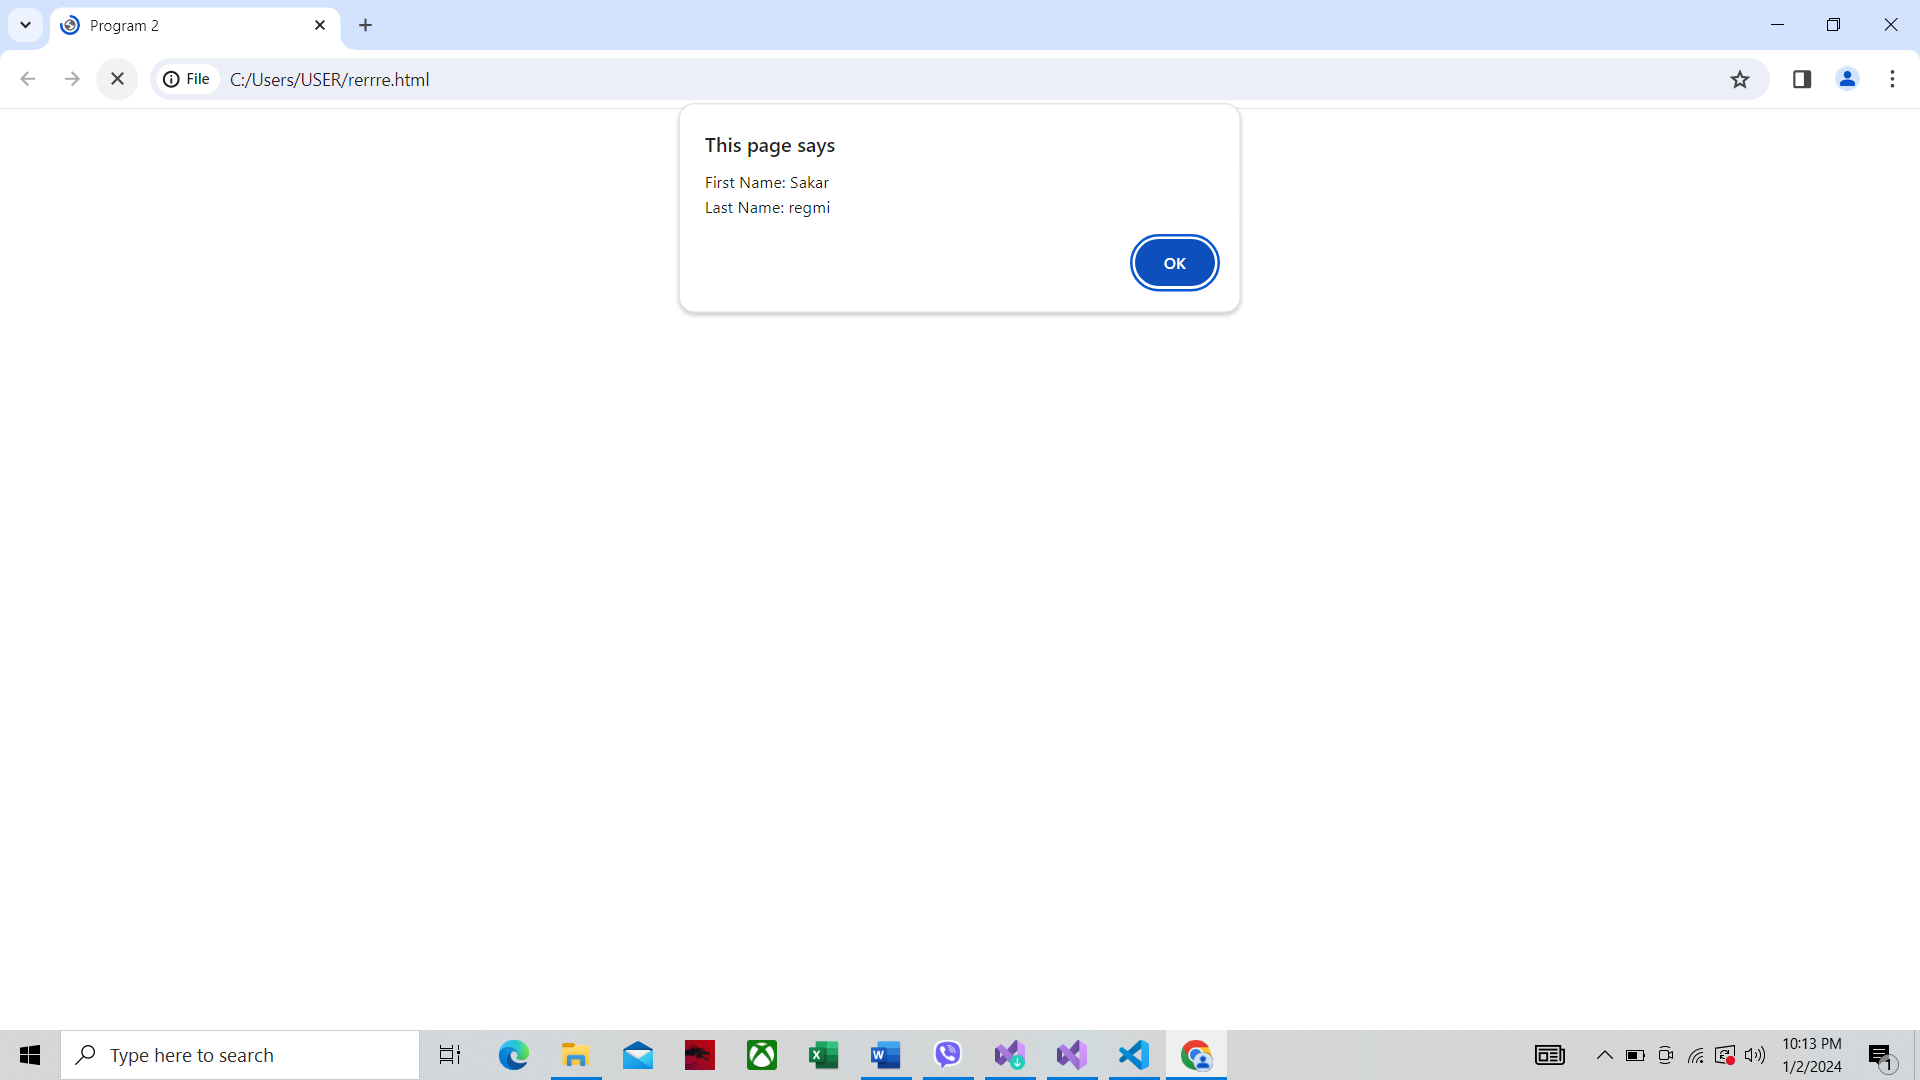 Program 2
File
C:/Users/USER/rerrre.html
This page says
First Name: Sakar
Last Name: regmi
OK
Type here to search
10:13 PM
1/2/2024
1